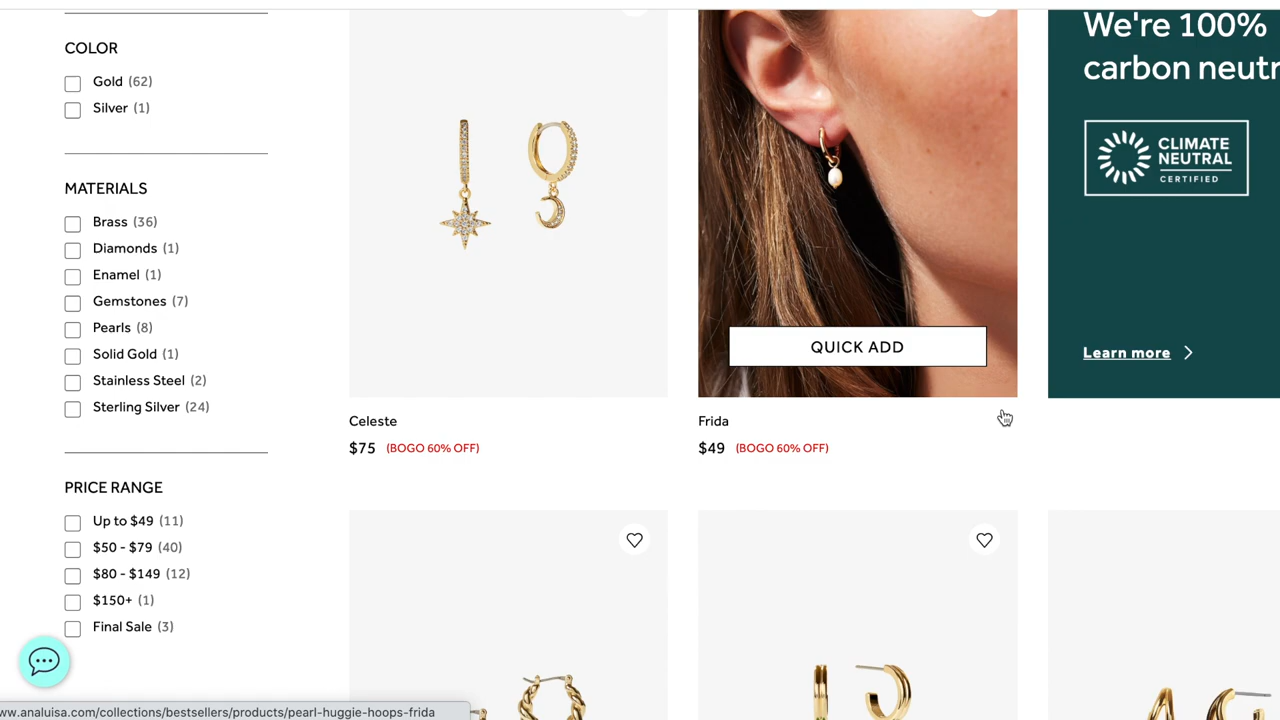 COLOR
Gold (62)
Silver (1)
MATERIALS
Brass (36)
Diamonds (1)
Enamel (1)
Gemstones (7)
Pearls (8)
Solid Gold (1)
Stainless Steel (2)
Sterling Silver (24)
PRICE RANGE
Up to $49 (11)
$50 - $79 (40)
$80 - $149 (12)
$150+ (1)
Final Sale (3)
Celeste
$75 (BOGO 60% OFF)
QUICK ADD
Frida
$49 (BOGO 60% OFF)
We're 100%
carbon neutr
CLIMATE
NEUTRAL
CERTIFIED
Learn more
ww.analuisa.com/collections/bestsellers/products/pearl-huggie-hoops-frida